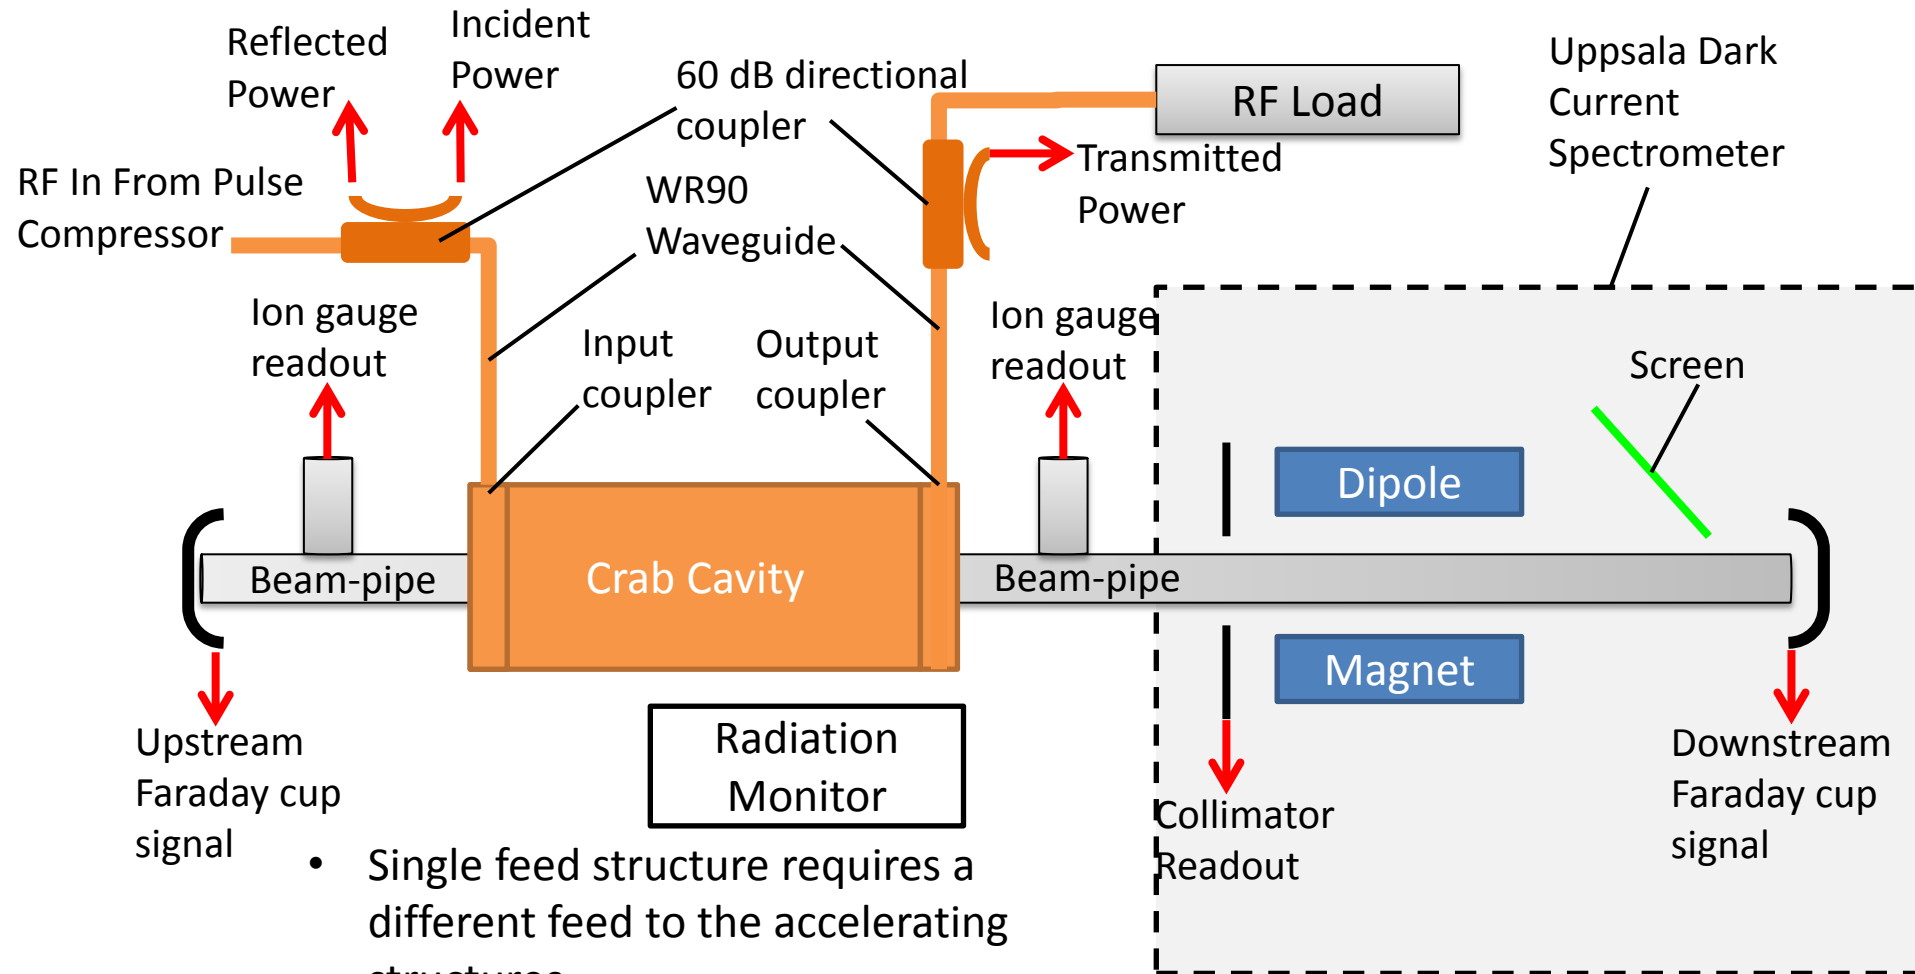 Reflected
Power
Incident
Power
60 dB directional
coupler
RF Load
Uppsala Dark
Current
Spectrometer
RF In From Pulse
Compressor
WR90
Waveguide
Transmitted
Power
Ion gauge
readout
Input
coupler
Output
coupler
Ion gauge
readout
Screen
Dipole
Beam-pipe
Crab Cavity
Beam-pipe
Magnet
Upstream
Faraday cup
signal
Radiation
Monitor
Collimator
Readout
Downstream
Faraday cup
signal
• Single feed structure requires a
different feed to the accelerating
structures